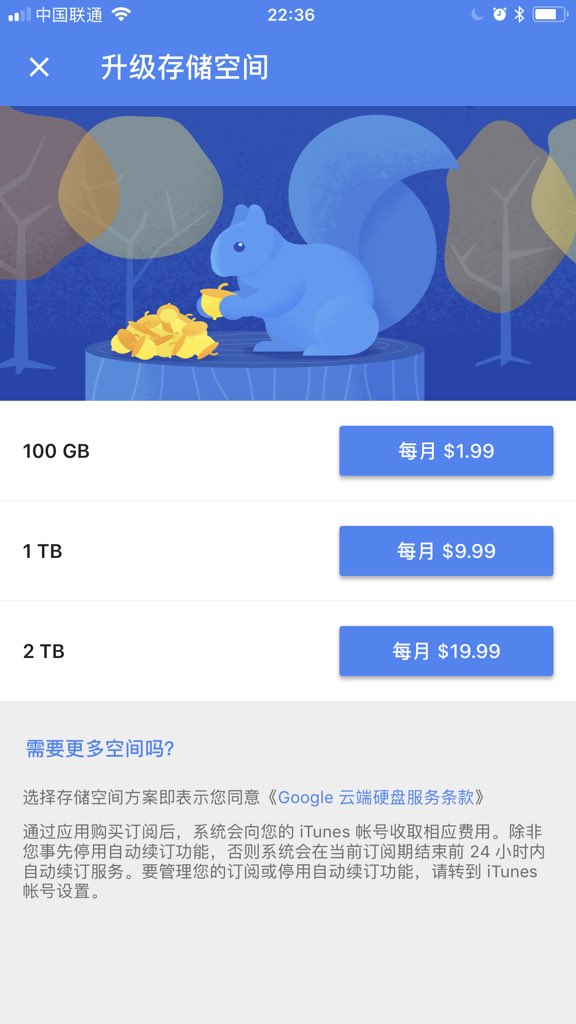 中国联通
22:36
升级存储空间
100 GB
每月 $1.99
1 TB
每月 $9.99
2 TB
每月 $19.99
需要更多空间吗?
选择存储空间方案即表示您同意《Google 云端硬盘服务条款》
通过应用购买订阅后，系统会向您的 iTunes 帐号收取相应费用。除非
您事先停用自动续订功能，否则系统会在当前订阅期结束前 24 小时内
自动续订服务。要管理您的订阅或停用自动续订功能，请转到 iTunes
帐号设置。